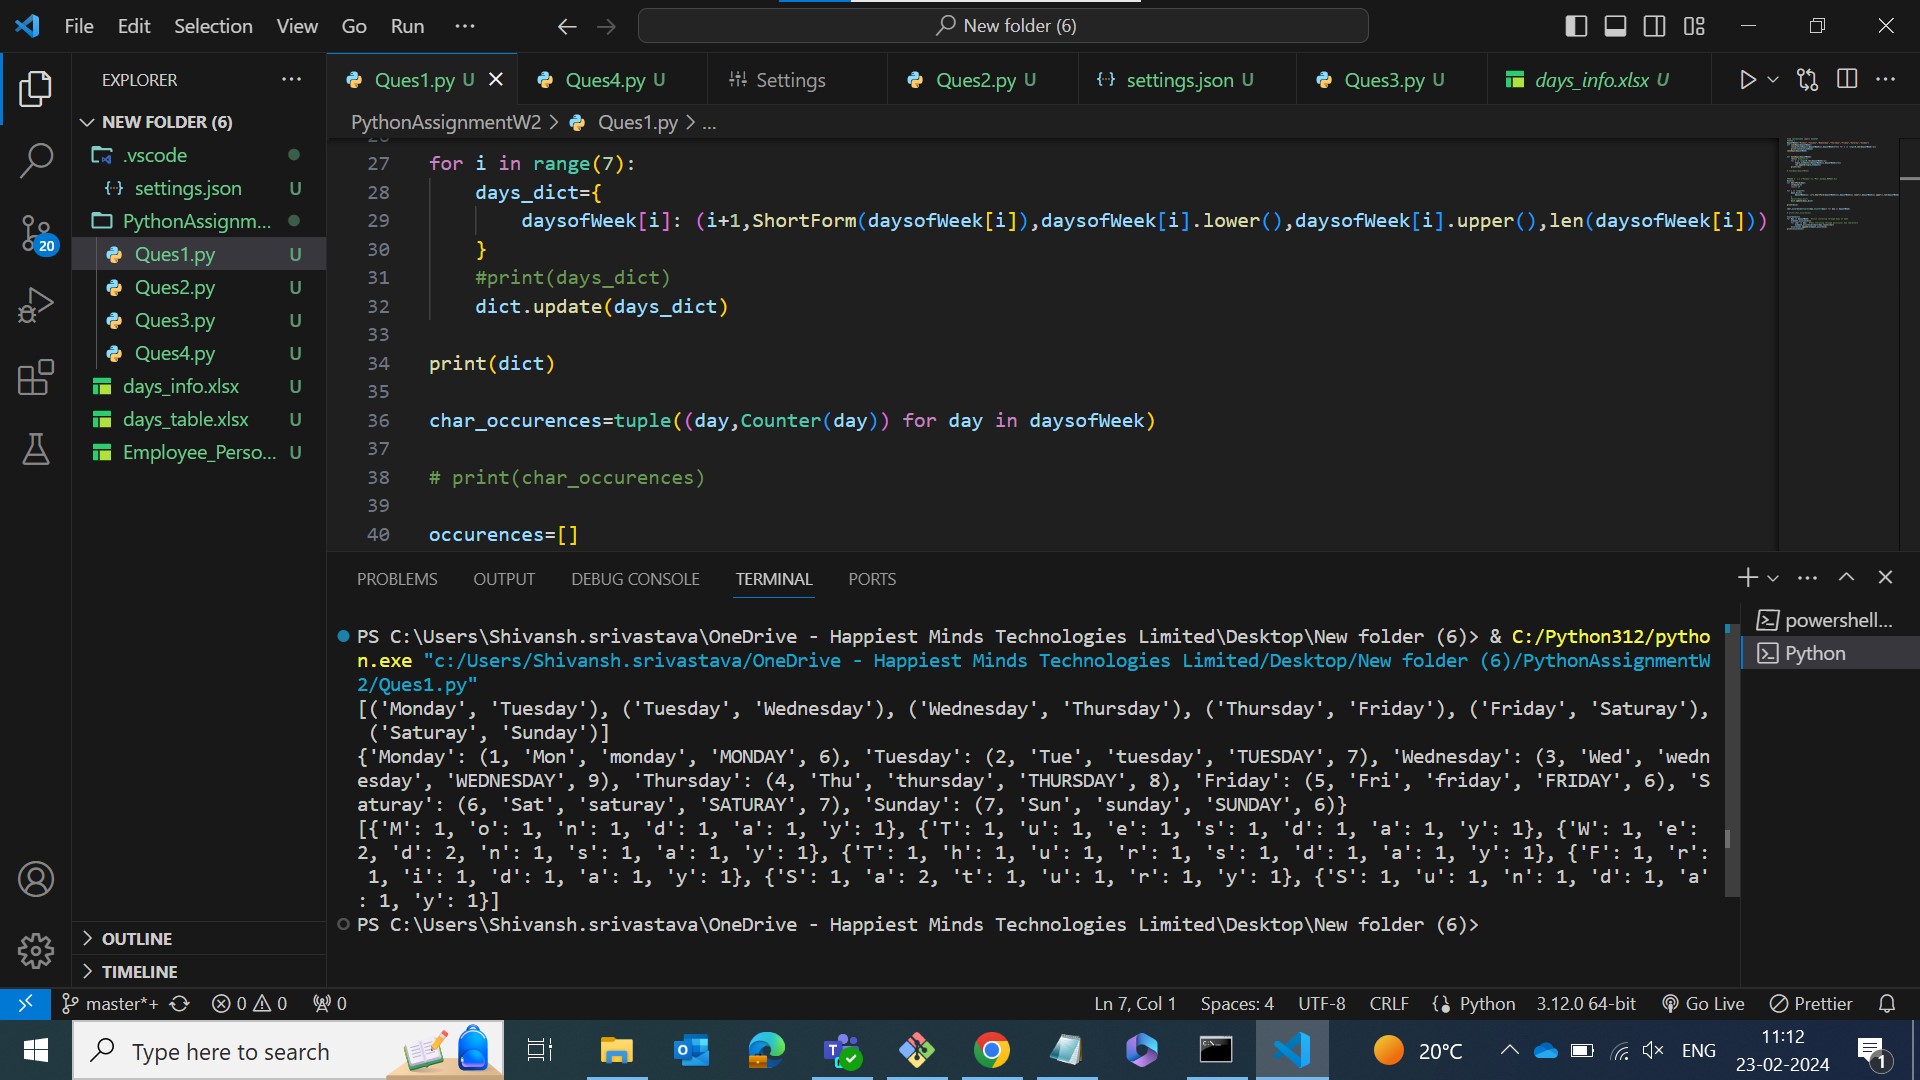 File Edit Selection View Go Run ··· New folder (6)
EXPLORER ···
Ques1.py U Ques4.py U Settings Ques2.py U settings.json U Ques3.py U days_info.xlsx U
PythonAssignmentW2 > Ques1.py > ...
NEW FOLDER (6)
.vscode
settings.json U
PythonAssignm...
Ques1.py U
Ques2.py U
Ques3.py U
Ques4.py U
days_info.xlsx U
days_table.xlsx U
Employee_Perso... U
OUTLINE
TIMELINE
27 for i in range(7):
28 days_dict={
29 daysofWeek[i]: (i+1,ShortForm(daysofWeek[i]),daysofWeek[i].lower(),daysofWeek[i].upper(),len(daysofWeek[i]))
30 }
31 #print(days_dict)
32 dict.update(days_dict)
33
34 print(dict)
35
36 char_occurences=tuple((day,Counter(day)) for day in daysofWeek)
37
38 # print(char_occurences)
39
40 occurences=[]
PROBLEMS OUTPUT DEBUG CONSOLE TERMINAL PORTS
powershell...
Python
PS C:\Users\Shivansh.srivastava\OneDrive - Happiest Minds Technologies Limited\Desktop\New folder (6)> & C:/Python312/pytho
n.exe "c:/Users/Shivansh.srivastava/OneDrive - Happiest Minds Technologies Limited/Desktop/New folder (6)/PythonAssignmentW
2/Ques1.py"
[('Monday', 'Tuesday'), ('Tuesday', 'Wednesday'), ('Wednesday', 'Thursday'), ('Thursday', 'Friday'), ('Friday', 'Saturay'),
('Saturay', 'Sunday')]
{'Monday': (1, 'Mon', 'monday', 'MONDAY', 6), 'Tuesday': (2, 'Tue', 'tuesday', 'TUESDAY', 7), 'Wednesday': (3, 'Wed', 'wedn
esday', 'WEDNESDAY', 9), 'Thursday': (4, 'Thu', 'thursday', 'THURSDAY', 8), 'Friday': (5, 'Fri', 'friday', 'FRIDAY', 6), 'S
aturay': (6, 'Sat', 'saturay', 'SATURAY', 7), 'Sunday': (7, 'Sun', 'sunday', 'SUNDAY', 6)}
[{'M': 1, 'o': 1, 'n': 1, 'd': 1, 'a': 1, 'y': 1}, {'T': 1, 'u': 1, 'e': 1, 's': 1, 'd': 1, 'a': 1, 'y': 1}, {'W': 1, 'e':
2, 'd': 2, 'n': 1, 's': 1, 'a': 1, 'y': 1}, {'T': 1, 'h': 1, 'u': 1, 'r': 1, 's': 1, 'd': 1, 'a': 1, 'y': 1}, {'F': 1, 'r':
1, 'i': 1, 'd': 1, 'a': 1, 'y': 1}, {'S': 1, 'a': 2, 't': 1, 'u': 1, 'r': 1, 'y': 1}, {'S': 1, 'u': 1, 'n': 1, 'd': 1, 'a'
: 1, 'y': 1}]
PS C:\Users\Shivansh.srivastava\OneDrive - Happiest Minds Technologies Limited\Desktop\New folder (6)>
20
master*+ 0 0 0 Ln 7, Col 1 Spaces: 4 UTF-8 CRLF Python 3.12.0 64-bit Go Live Prettier
Type here to search 20°C ENG 11:12
23-02-2024 1